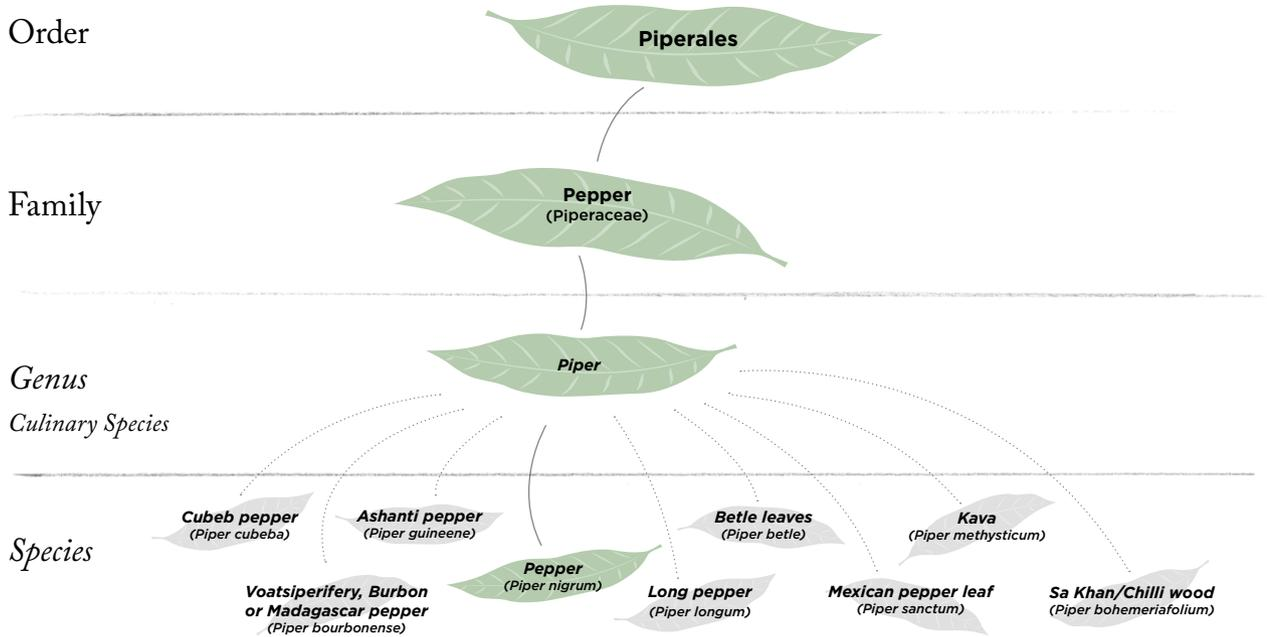 Order
Piperales
Family
Pepper
(Piperaceae)
Genus
Piper
Culinary Species
Species
Cubeb pepper
(Piper cubeba)
Ashanti pepper
(Piper guineene)
Betle leaves
(Piper betle)
Kava
(Piper methysticum)
Voatsiperifery, Burbon
or Madagascar pepper
(Piper bourbonense)
Pepper
(Piper nigrum)
Long pepper
(Piper longum)
Mexican pepper leaf
(Piper sanctum)
Sa Khan/Chilli wood
(Piper bohemeriafolium)